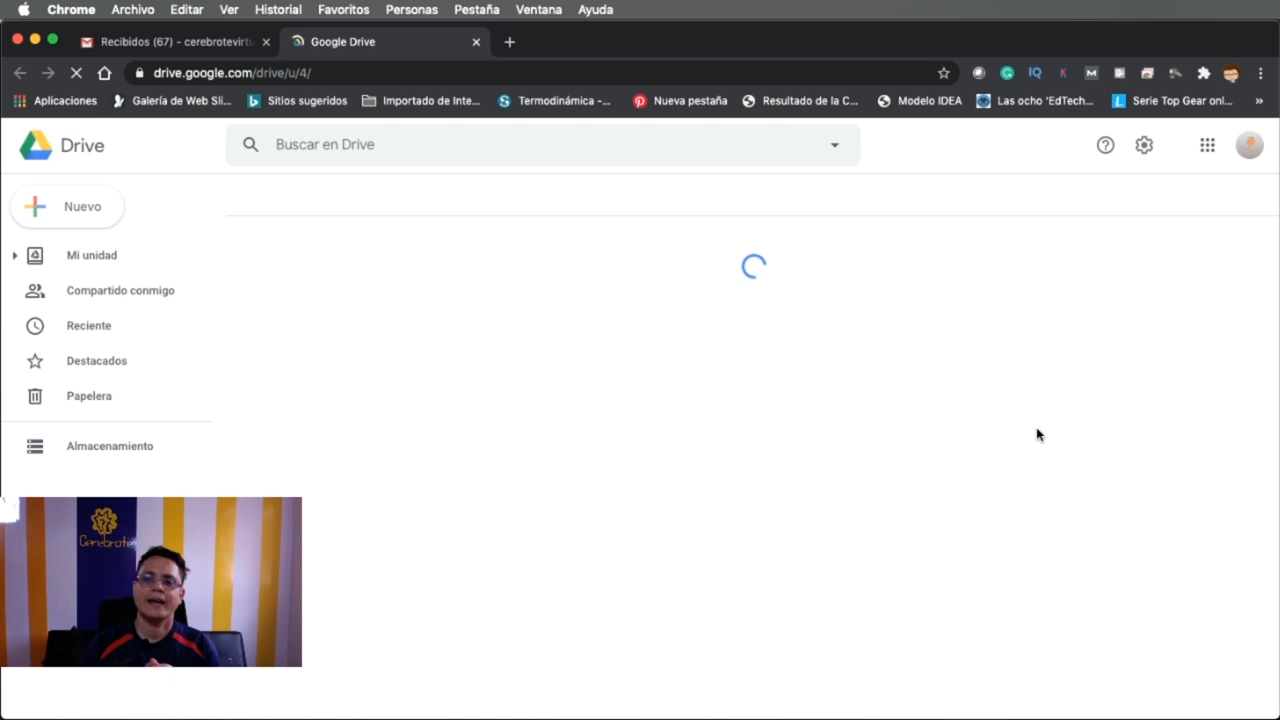 Chrome Archivo Editar Ver Historial Favoritos Personas Pestaña Ventana Ayuda
Recibidos (67) - cerebrotevirtu Google Drive
drive.google.com/drive/u/4/
Aplicaciones Galería de Web Sli... Sitios sugeridos Importado de Inte... Termodinámica -... Nueva pestaña Resultado de la C... Modelo IDEA Las ocho ‘EdTech... Serie Top Gear onl... »
Drive Buscar en Drive
Nuevo
Mi unidad
Compartido conmigo
Reciente
Destacados
Papelera
Almacenamiento
Cerebrote